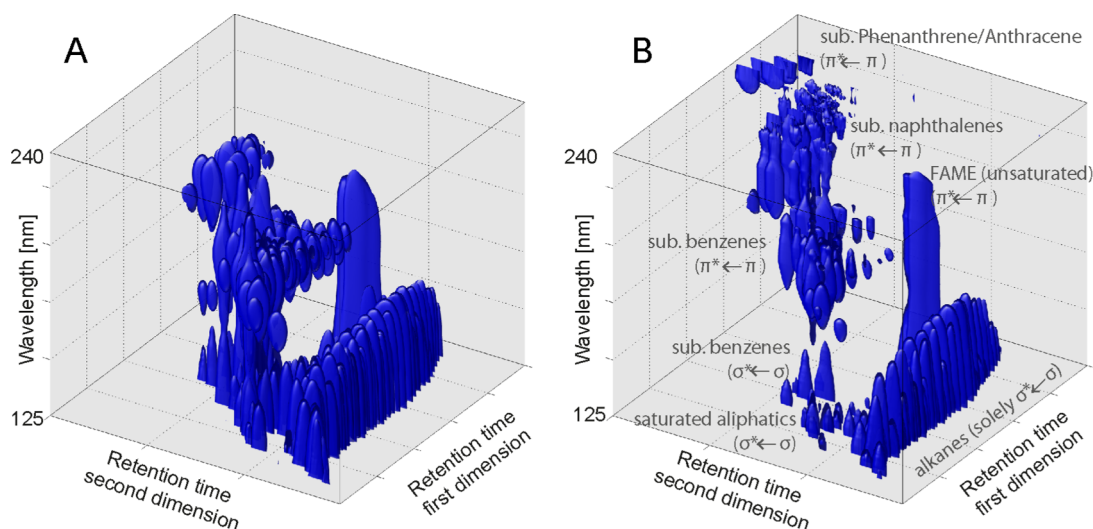 A
240
Wavelength [nm]
125
Retention time
second dimension
Retention time
first dimension
B
sub. Phenanthrene/Anthracene
(π*← π )
sub. naphthalenes
(π*← π )
FAME (unsaturated)
(π*← π )
sub. benzenes
(π*← π )
sub. benzenes
(σ*← σ)
saturated aliphatics
(σ*← σ)
alkanes (solely σ*← σ)
240
Wavelength [nm]
125
Retention time
second dimension
Retention time
first dimension